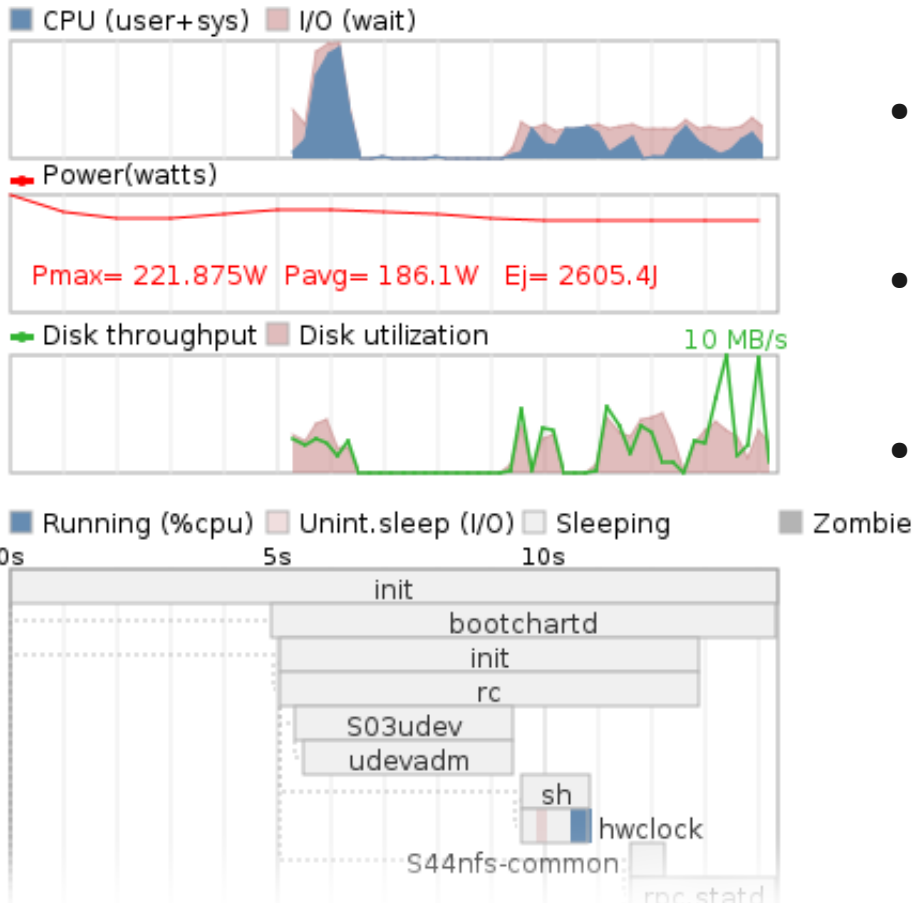 CPU (user+sys) I/O (wait)
Power(watts)
Pmax= 221.875W Pavg= 186.1W Ej= 2605.4J
Disk throughput Disk utilization 10 MB/s
Running (%cpu) Unint.sleep (I/O) Sleeping Zombie
0s 5s 10s
init
bootchartd
init
rc
S03udev
udevadm
sh
hwclock
S44nfs-common
rpc.statd